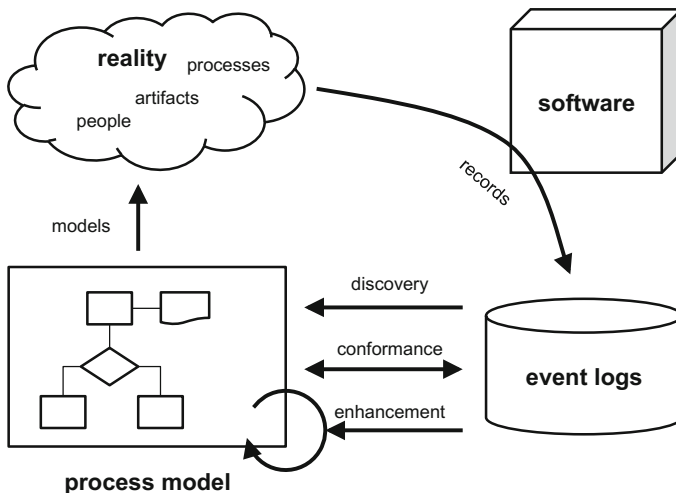 reality
processes
artifacts
people
software
records
models
discovery
conformance
event logs
enhancement
process model